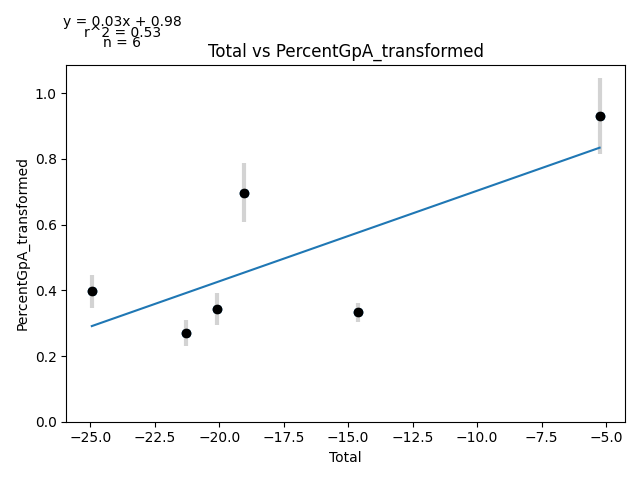 y = 0.03x + 0.98
r^2 = 0.53
n = 6
Total vs PercentGpA_transformed
1.0
0.8
0.6
0.4
0.2
0.0
PercentGpA_transformed
−25.0 −22.5 −20.0 −17.5 −15.0 −12.5 −10.0 −7.5 −5.0
Total